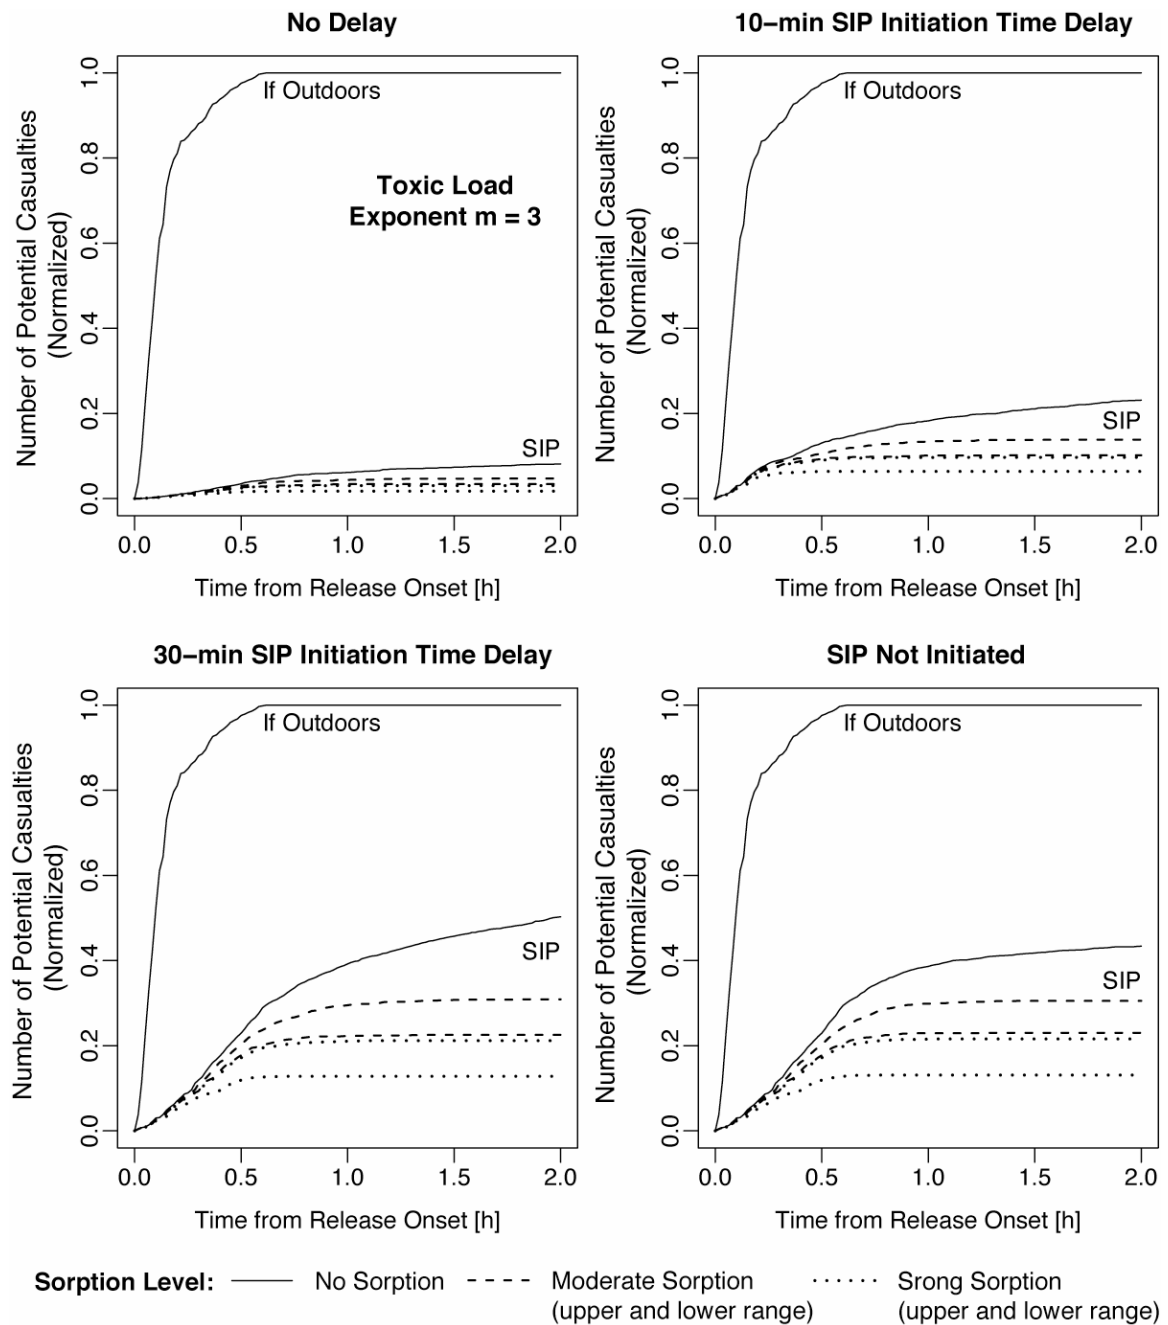 No Delay
Number of Potential Casualties
(Normalized)
1.0
0.8
0.6
0.4
0.2
0.0
If Outdoors
Toxic Load
Exponent m = 3
SIP
0.0 0.5 1.0 1.5 2.0
Time from Release Onset [h]
10−min SIP Initiation Time Delay
Number of Potential Casualties
(Normalized)
1.0
0.8
0.6
0.4
0.2
0.0
If Outdoors
SIP
0.0 0.5 1.0 1.5 2.0
Time from Release Onset [h]
30−min SIP Initiation Time Delay
Number of Potential Casualties
(Normalized)
1.0
0.8
0.6
0.4
0.2
0.0
If Outdoors
SIP
0.0 0.5 1.0 1.5 2.0
Time from Release Onset [h]
SIP Not Initiated
Number of Potential Casualties
(Normalized)
1.0
0.8
0.6
0.4
0.2
0.0
If Outdoors
SIP
0.0 0.5 1.0 1.5 2.0
Time from Release Onset [h]
Sorption Level: No Sorption Moderate Sorption Strong Sorption
(upper and lower range) (upper and lower range)